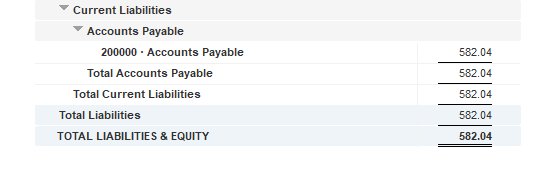 Current Liabilities
Accounts Payable
200000 · Accounts Payable 582.04
Total Accounts Payable 582.04
Total Current Liabilities 582.04
Total Liabilities 582.04
TOTAL LIABILITIES & EQUITY 582.04